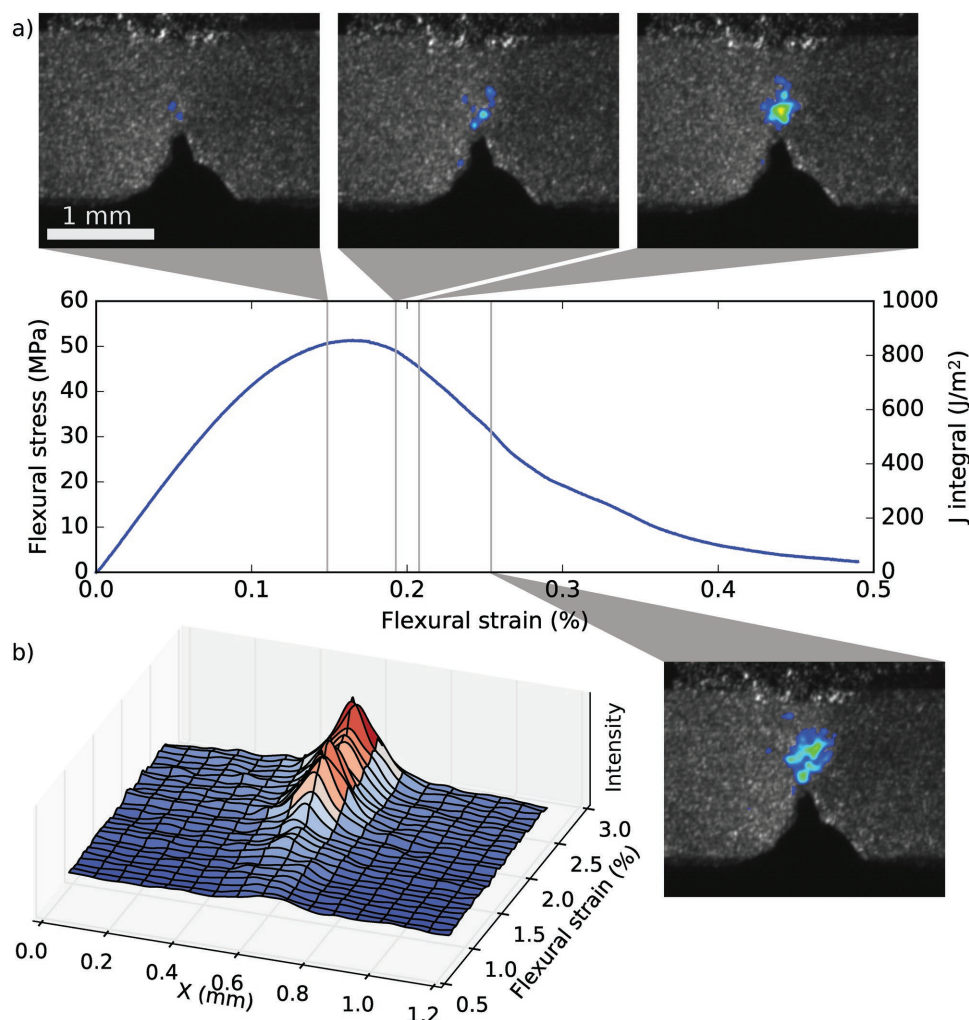 a)
1 mm
60
50
40
30
20
10
0
Flexural stress (MPa)
1000
800
600
400
200
0
J integral (J/m²)
0.0 0.1 0.2 0.3 0.4 0.5
Flexural strain (%)
b)
Intensity
3.0
2.5
2.0
1.5
1.0
0.5
Flexural strain (%)
0.0 0.2 0.4 0.6 0.8 1.0 1.2
X (mm)